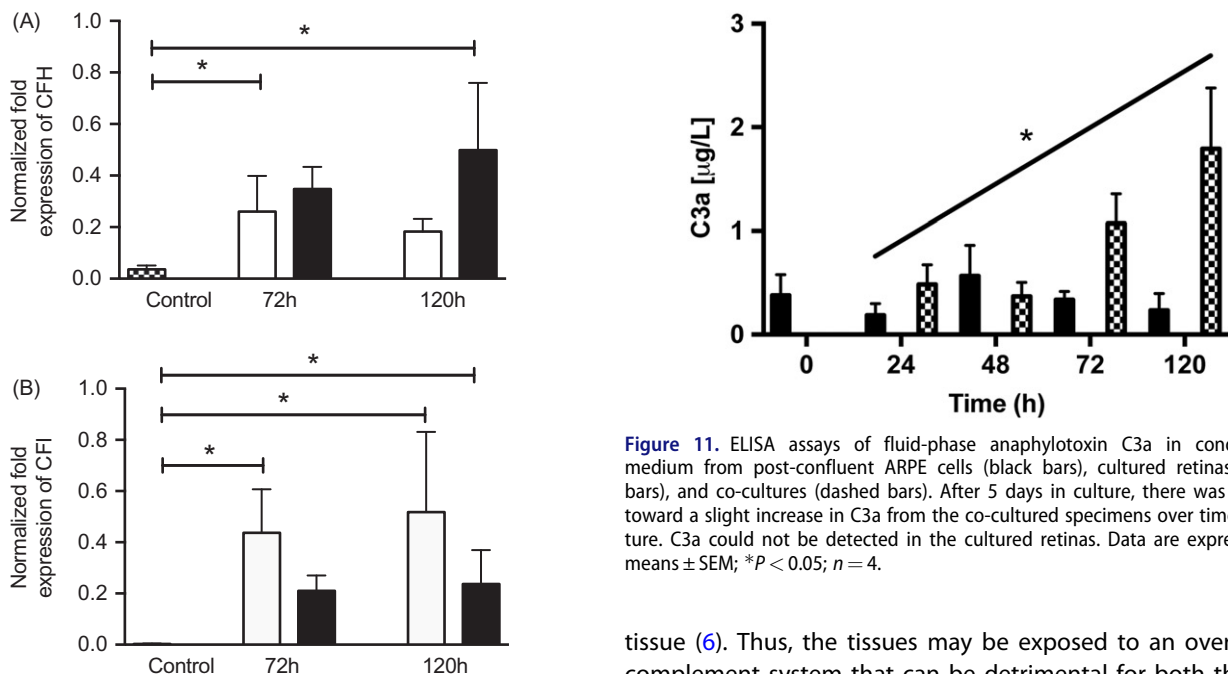 (A)
Normalized fold
expression of CFH
1.0
0.8
0.6
0.4
0.2
0.0
*
*
Control 72h 120h
(B)
Normalized fold
expression of CFI
1.0
0.8
0.6
0.4
0.2
0.0
*
*
*
Control 72h 120h
C3a [µg/L]
3
2
1
0
*
0 24 48 72 120
Time (h)
Figure 11. ELISA assays of fluid-phase anaphylotoxin C3a in cond
medium from post-confluent ARPE cells (black bars), cultured retinas
bars), and co-cultures (dashed bars). After 5 days in culture, there was
toward a slight increase in C3a from the co-cultured specimens over tim
ture. C3a could not be detected in the cultured retinas. Data are expre
means ± SEM; *P < 0.05; n = 4.
tissue (6). Thus, the tissues may be exposed to an over
complement system that can be detrimental for both th